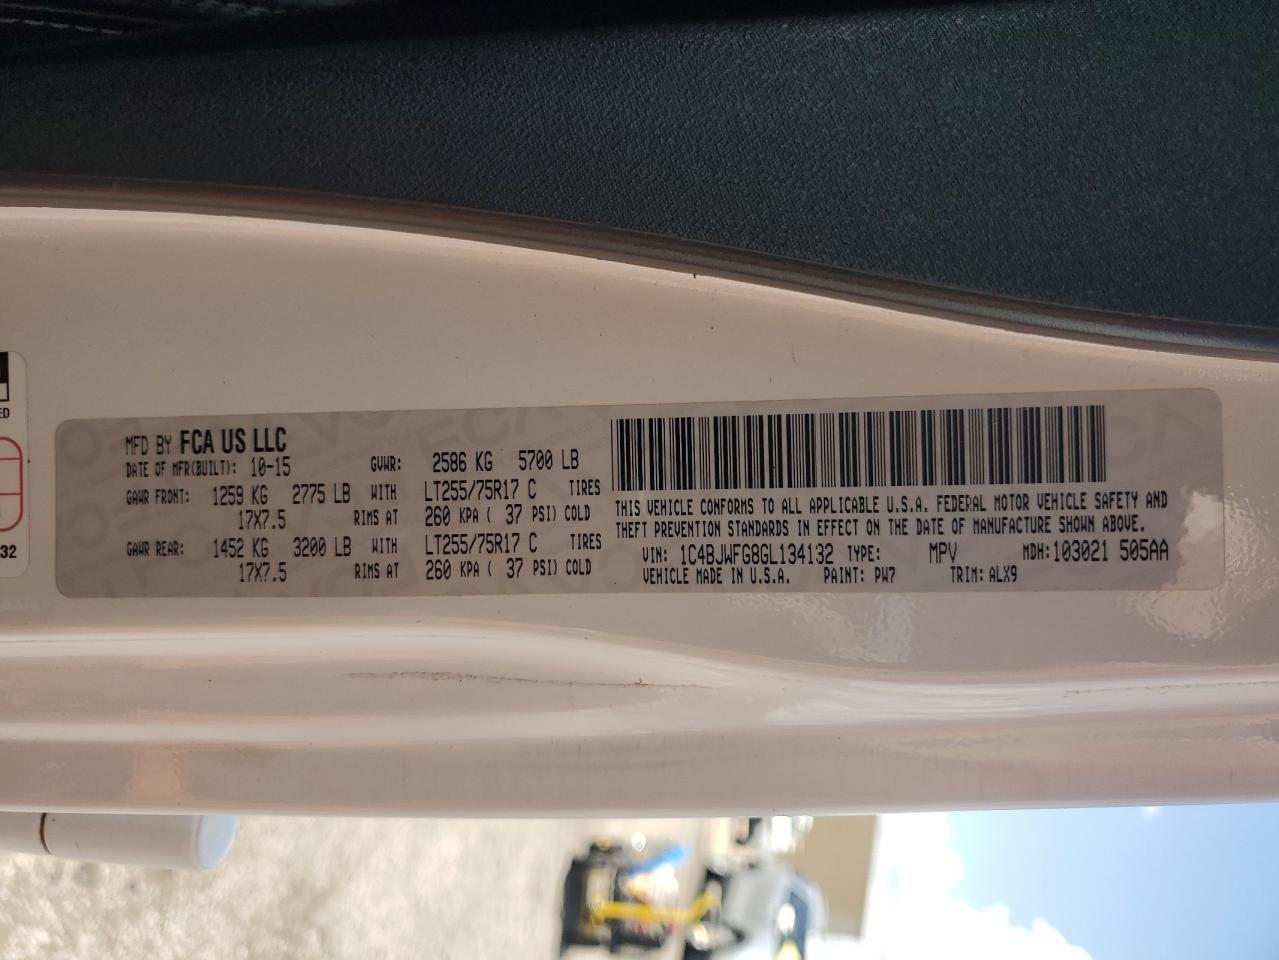 MFD BY FCA US LLC
DATE OF MFR(BUILT): 10-15 GVWR: 2586 KG 5700 LB
GAWR FRONT: 1259 KG 2775 LB WITH LT255/75R17 C TIRES
17X7.5 RIMS AT 260 KPA ( 37 PSI) COLD
GAWR REAR: 1452 KG 3200 LB WITH LT255/75R17 C TIRES
17X7.5 RIMS AT 260 KPA ( 37 PSI) COLD
THIS VEHICLE CONFORMS TO ALL APPLICABLE U.S.A. FEDERAL MOTOR VEHICLE SAFETY AND
THEFT PREVENTION STANDARDS IN EFFECT ON THE DATE OF MANUFACTURE SHOWN ABOVE.
VIN: 1C4BJWFG8GL134132 TYPE: MPV MDH: 103021 505AA
VEHICLE MADE IN U.S.A. PAINT: PW7 TRIM: ALX9
ED
32